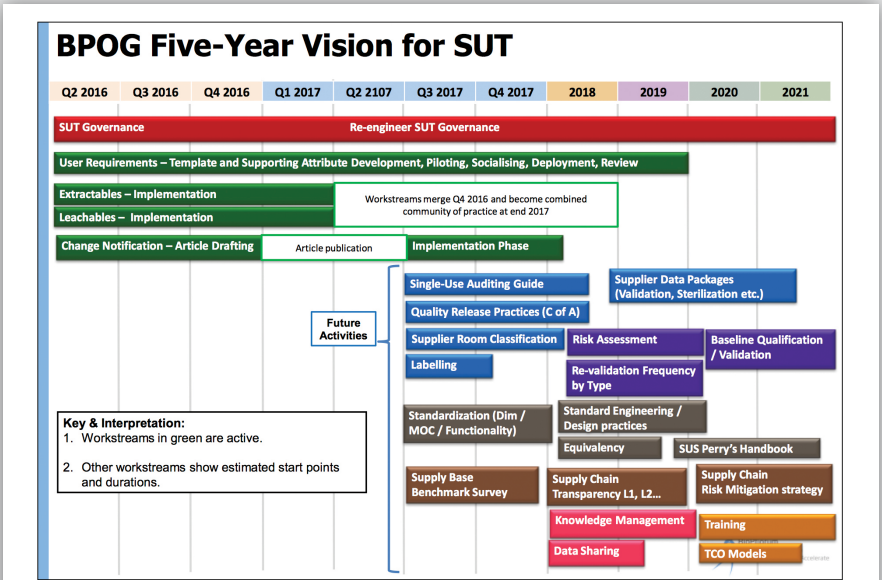 BPOG Five-Year Vision for SUT
Q2 2016 Q3 2016 Q4 2016 Q1 2017 Q2 2107 Q3 2017 Q4 2017 2018 2019 2020 2021
SUT Governance Re-engineer SUT Governance
User Requirements – Template and Supporting Attribute Development, Piloting, Socialising, Deployment, Review
Extractables – Implementation
Leachables – Implementation
Workstreams merge Q4 2016 and become combined
community of practice at end 2017
Change Notification – Article Drafting
Article publication
Implementation Phase
Future
Activities
Single-Use Auditing Guide
Supplier Data Packages
(Validation, Sterilization etc.)
Quality Release Practices (C of A)
Supplier Room Classification
Risk Assessment
Baseline Qualification
/ Validation
Labelling
Re-validation Frequency
by Type
Standardization (Dim /
MOC / Functionality)
Standard Engineering /
Design practices
Equivalency
SUS Perry's Handbook
Key & Interpretation:
1. Workstreams in green are active.
2. Other workstreams show estimated start points
and durations.
Supply Base
Benchmark Survey
Supply Chain
Transparency L1, L2...
Supply Chain
Risk Mitigation strategy
Knowledge Management
Training
Data Sharing
TCO Models